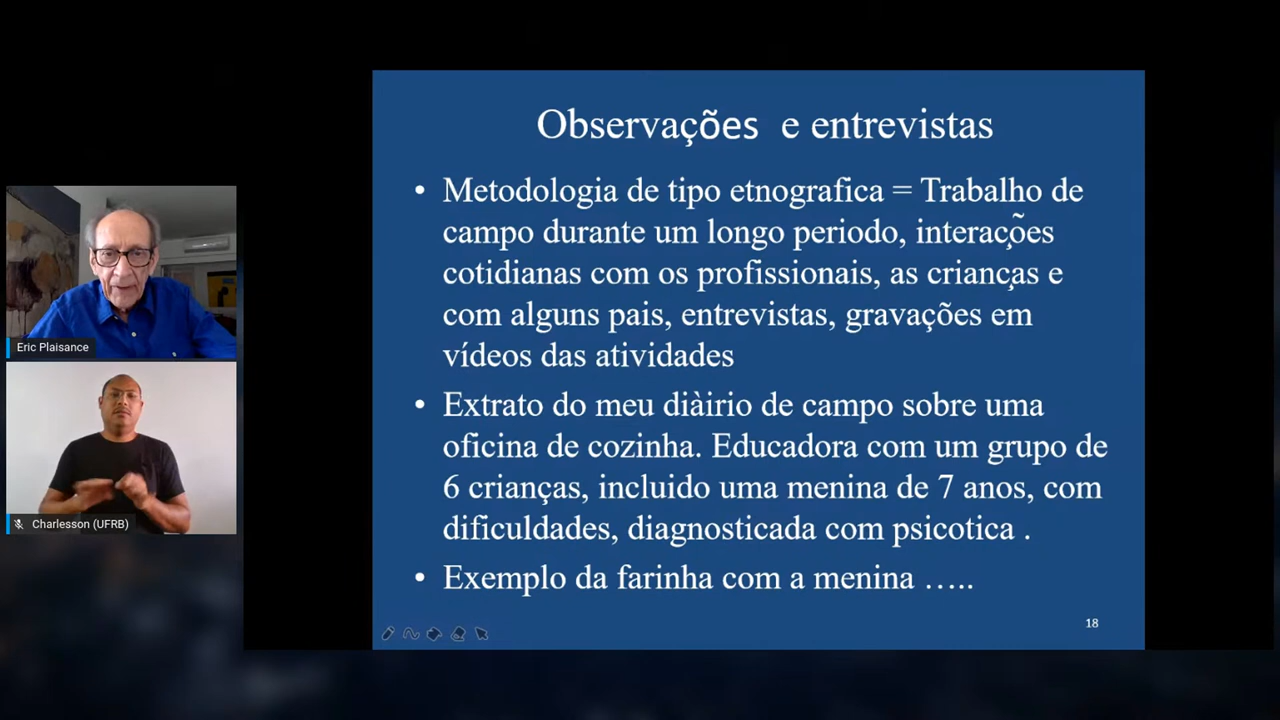 Observações e entrevistas
• Metodologia de tipo etnografica = Trabalho de
campo durante um longo periodo, interações
cotidianas com os profissionais, as crianças e
com alguns pais, entrevistas, gravações em
vídeos das atividades
• Extrato do meu diàirio de campo sobre uma
oficina de cozinha. Educadora com um grupo de
6 crianças, incluido uma menina de 7 anos, com
dificuldades, diagnosticada com psicotica .
• Exemplo da farinha com a menina …..
18
Eric Plaisance
Charlesson (UFRB)